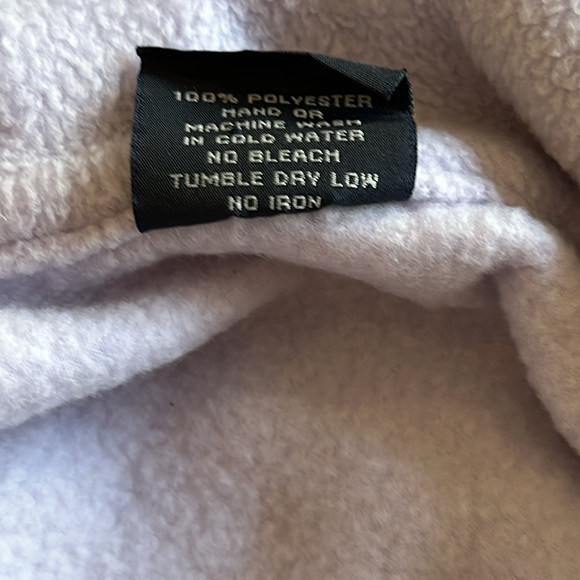 100% POLYESTER
HAND OR
MACHINE WASH
IN COLD WATER
NO BLEACH
TUMBLE DRY LOW
NO IRON